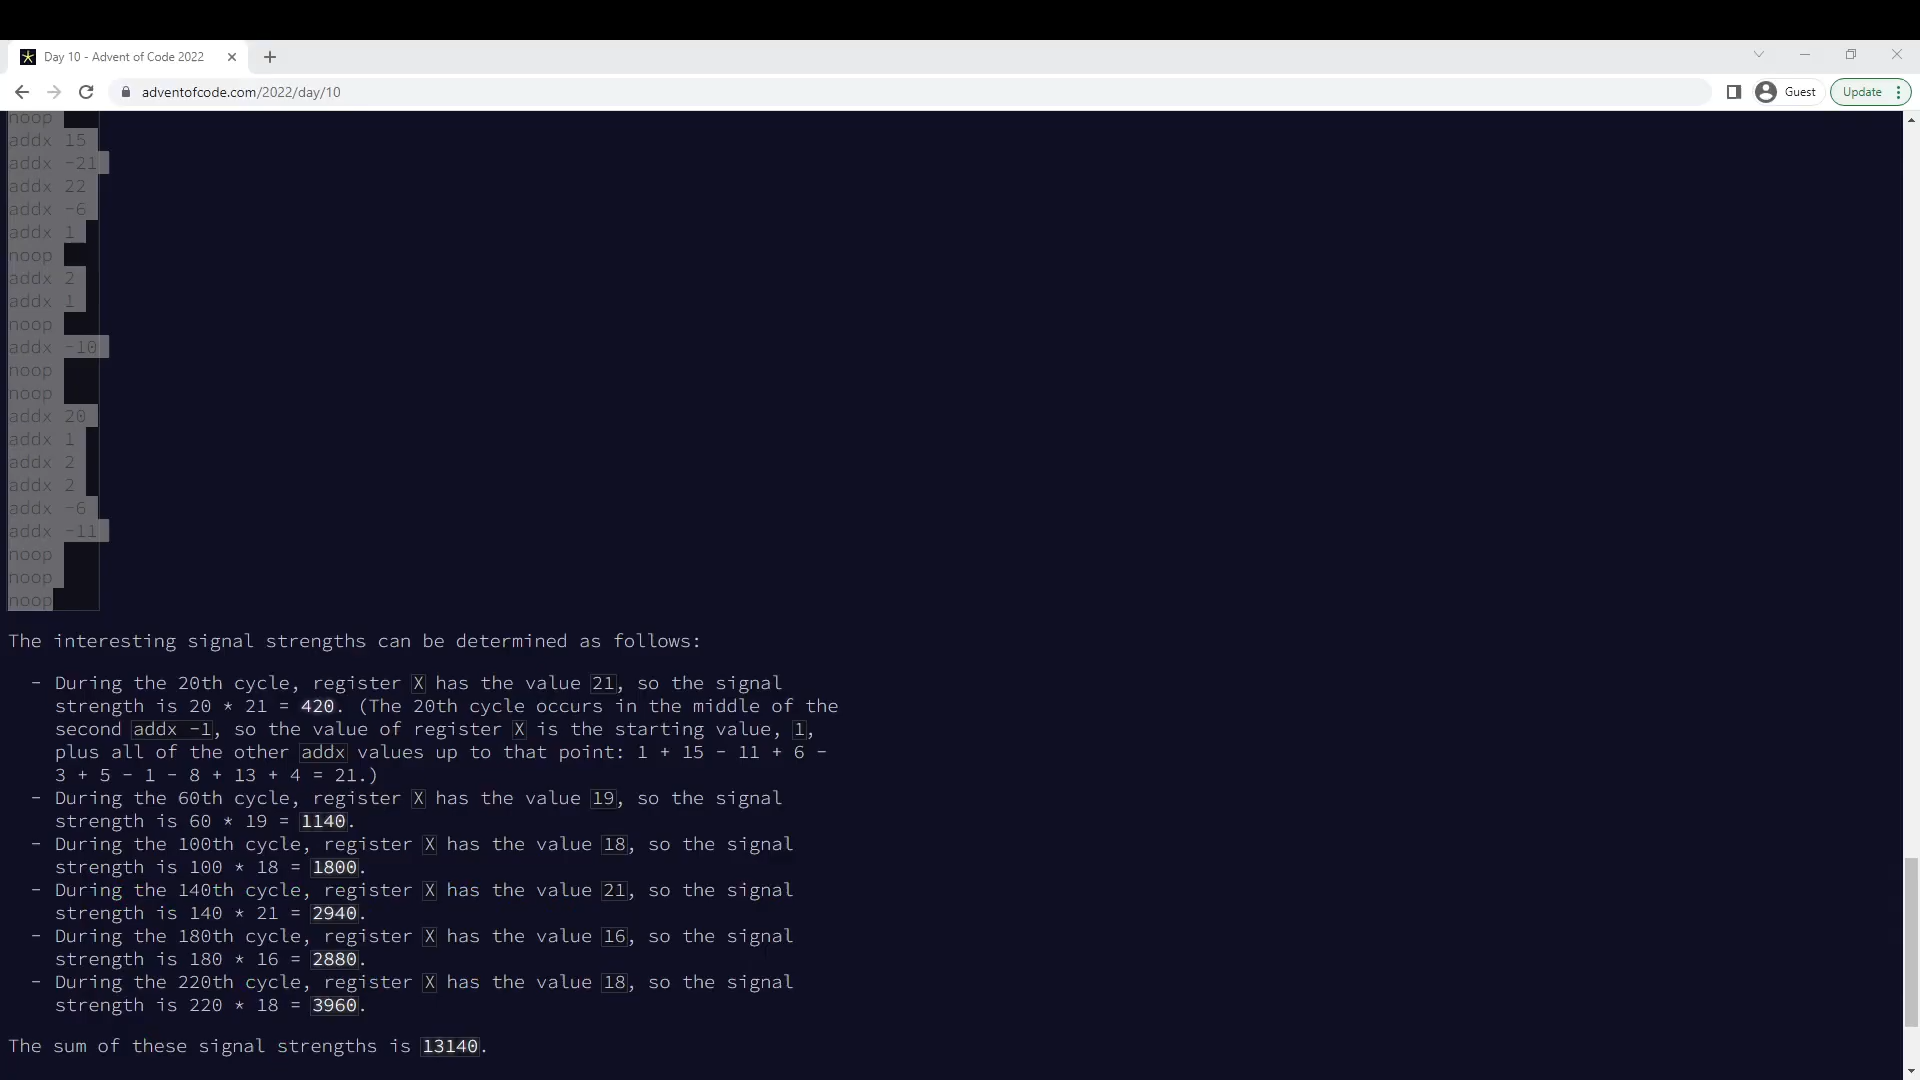 Day 10 - Advent of Code 2022
adventofcode.com/2022/day/10
Guest
Update
noop
addx 15
addx -21
addx 22
addx -6
addx 1
noop
addx 2
addx 1
noop
addx -10
noop
noop
addx 20
addx 1
addx 2
addx 2
addx -6
addx -11
noop
noop
noop
The interesting signal strengths can be determined as follows:
- During the 20th cycle, register X has the value 21, so the signal
strength is 20 * 21 = 420. (The 20th cycle occurs in the middle of the
second addx -1, so the value of register X is the starting value, 1,
plus all of the other addx values up to that point: 1 + 15 - 11 + 6 -
3 + 5 - 1 - 8 + 13 + 4 = 21.)
- During the 60th cycle, register X has the value 19, so the signal
strength is 60 * 19 = 1140.
- During the 100th cycle, register X has the value 18, so the signal
strength is 100 * 18 = 1800.
- During the 140th cycle, register X has the value 21, so the signal
strength is 140 * 21 = 2940.
- During the 180th cycle, register X has the value 16, so the signal
strength is 180 * 16 = 2880.
- During the 220th cycle, register X has the value 18, so the signal
strength is 220 * 18 = 3960.
The sum of these signal strengths is 13140.